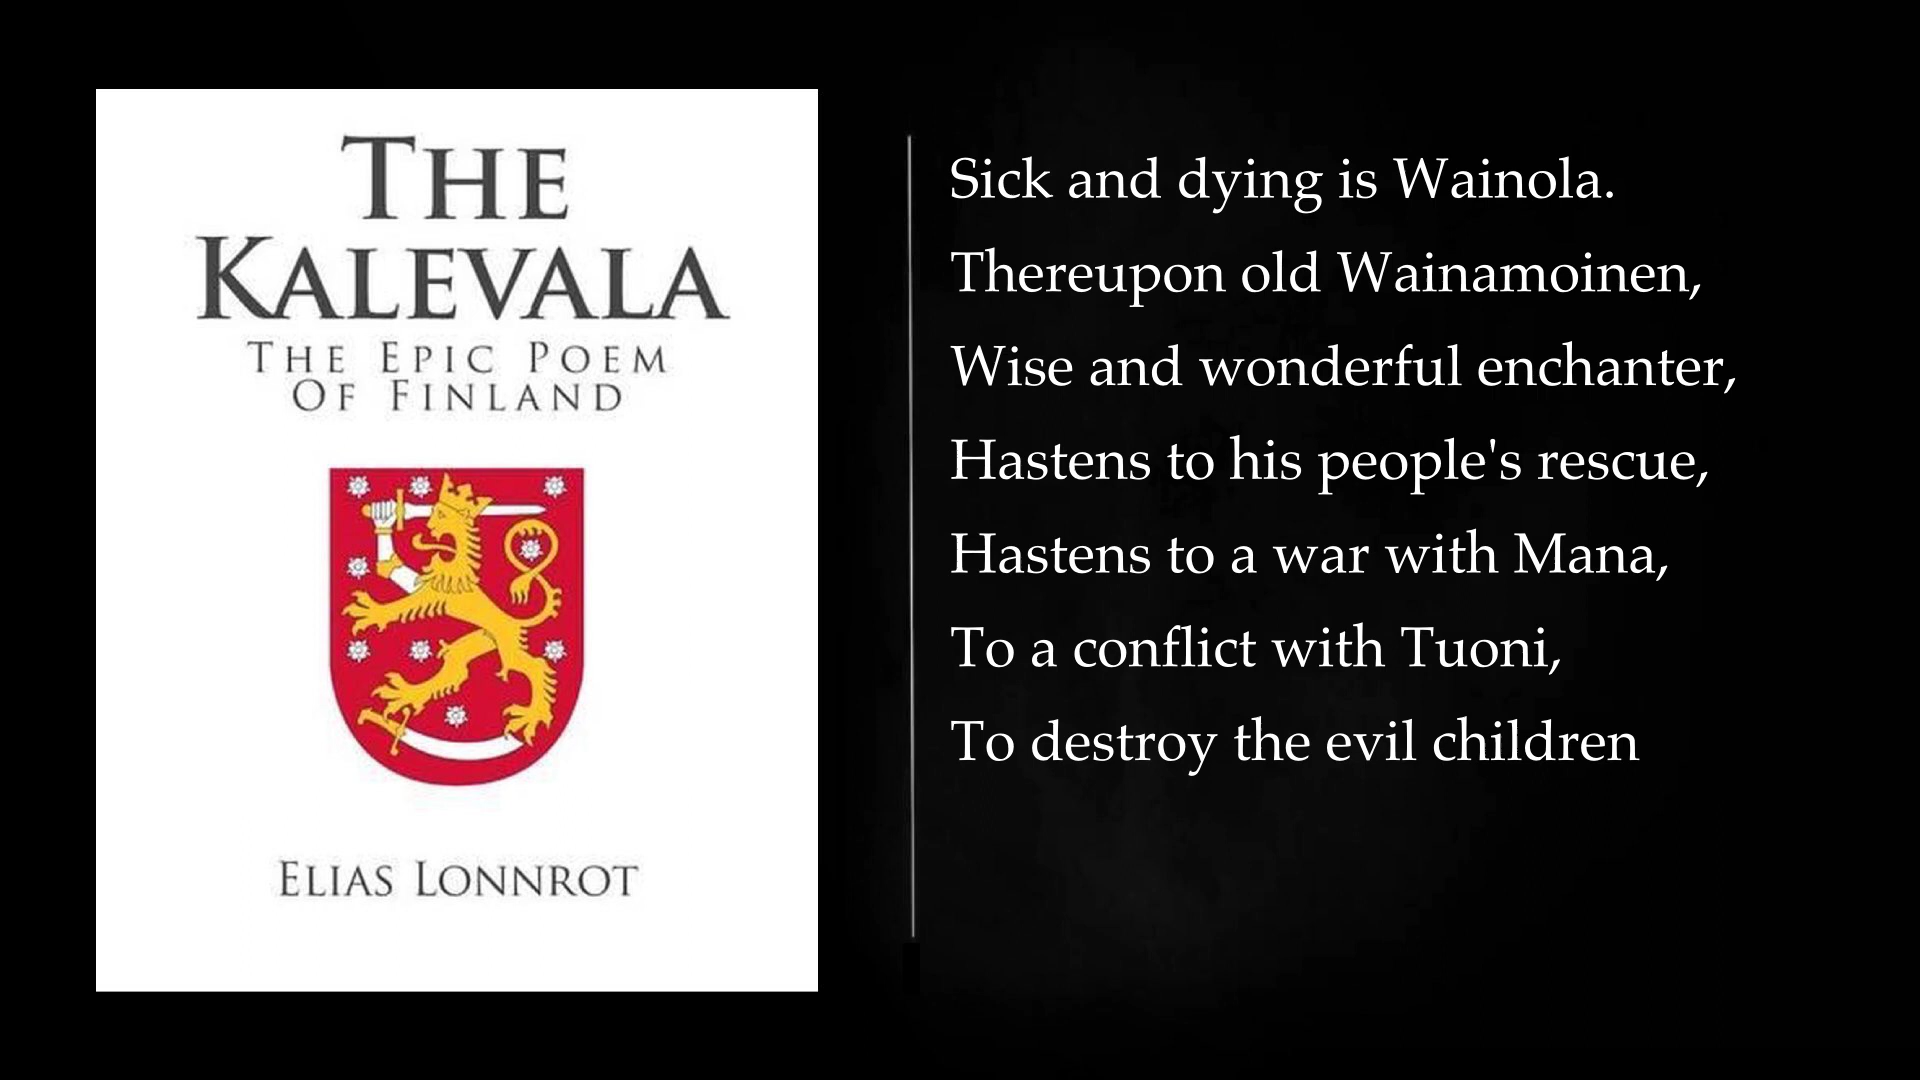 THE
KALEVALA
THE EPIC POEM
OF FINLAND
ELIAS LONNROT
Sick and dying is Wainola.
Thereupon old Wainamoinen,
Wise and wonderful enchanter,
Hastens to his people's rescue,
Hastens to a war with Mana,
To a conflict with Tuoni,
To destroy the evil children